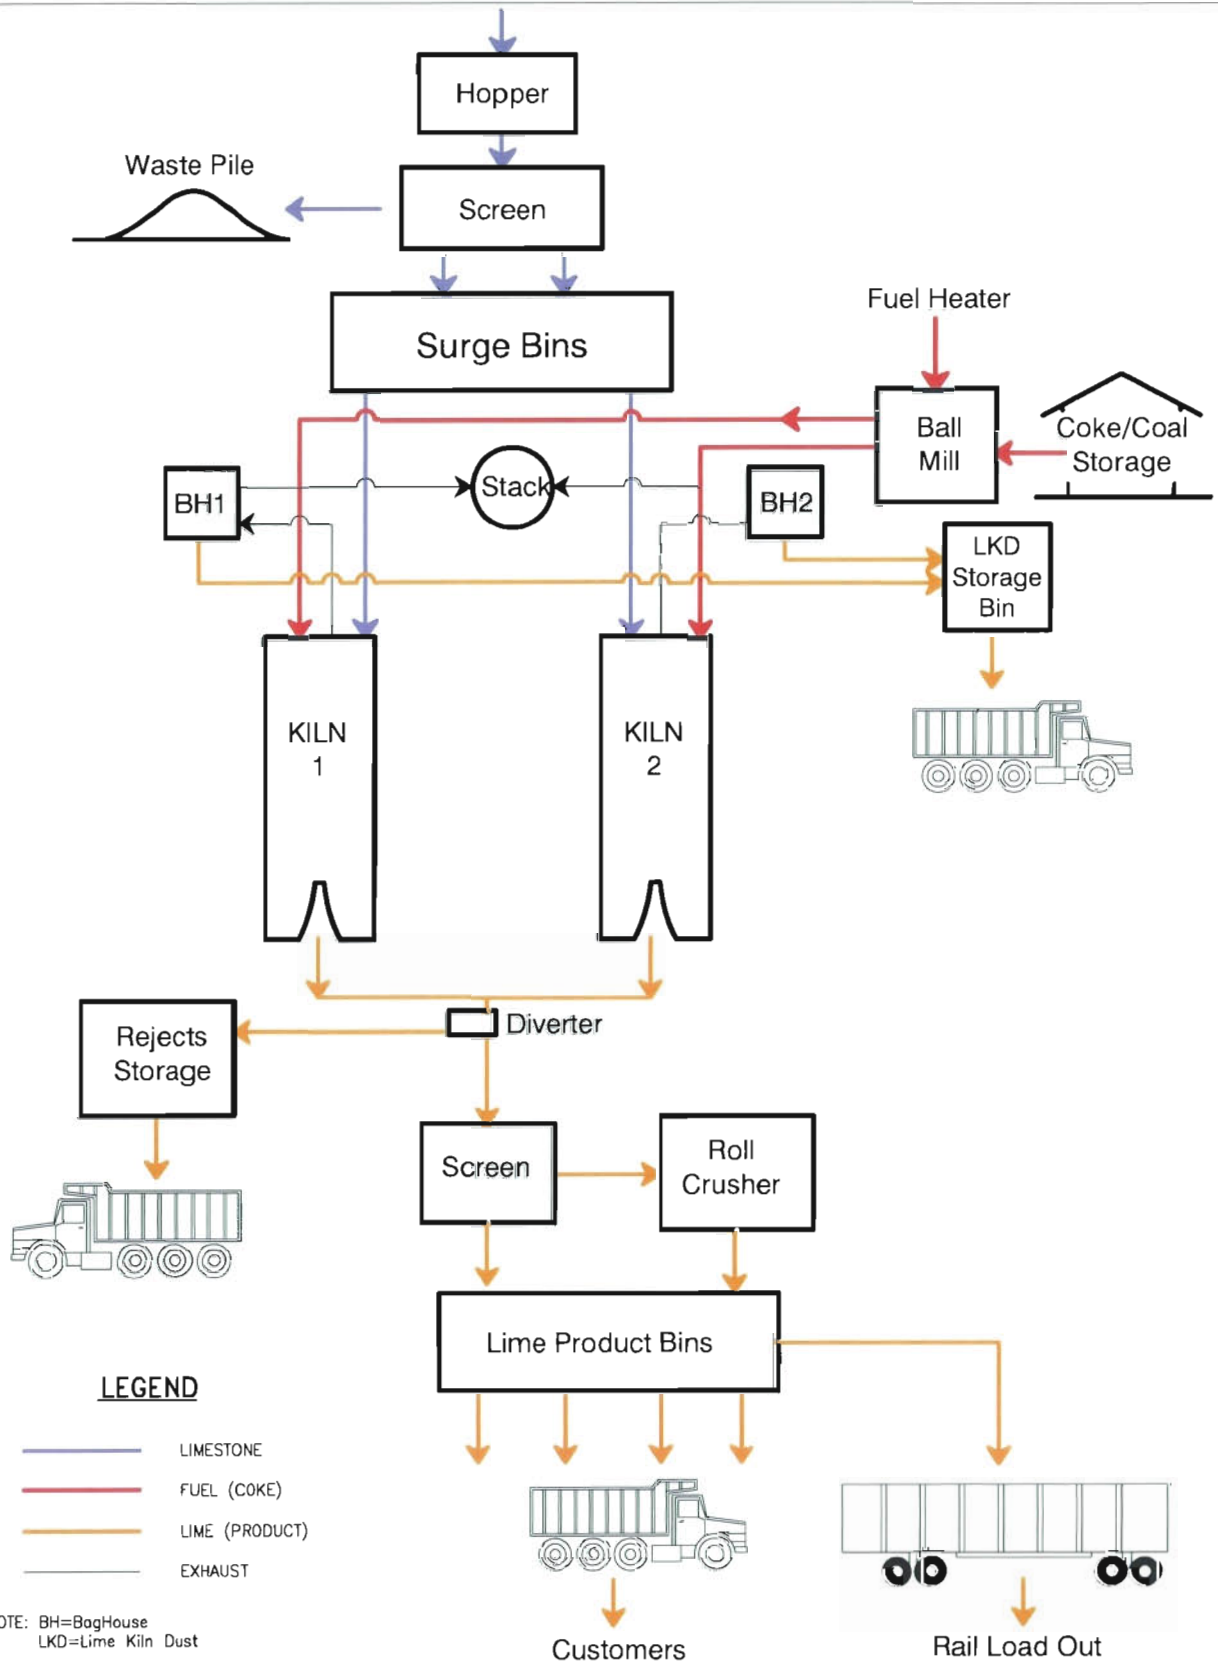 Hopper
Waste Pile
Screen
Fuel Heater
Surge Bins
Ball
Mill
Coke/Coal
Storage
BH1
Stack
BH2
LKD
Storage
Bin
KILN
1
KILN
2
Diverter
Rejects
Storage
Screen
Roll
Crusher
Lime Product Bins
LEGEND
LIMESTONE
FUEL (COKE)
LIME (PRODUCT)
EXHAUST
OTE: BH=BagHouse
LKD=Lime Kiln Dust
Customers
Rail Load Out